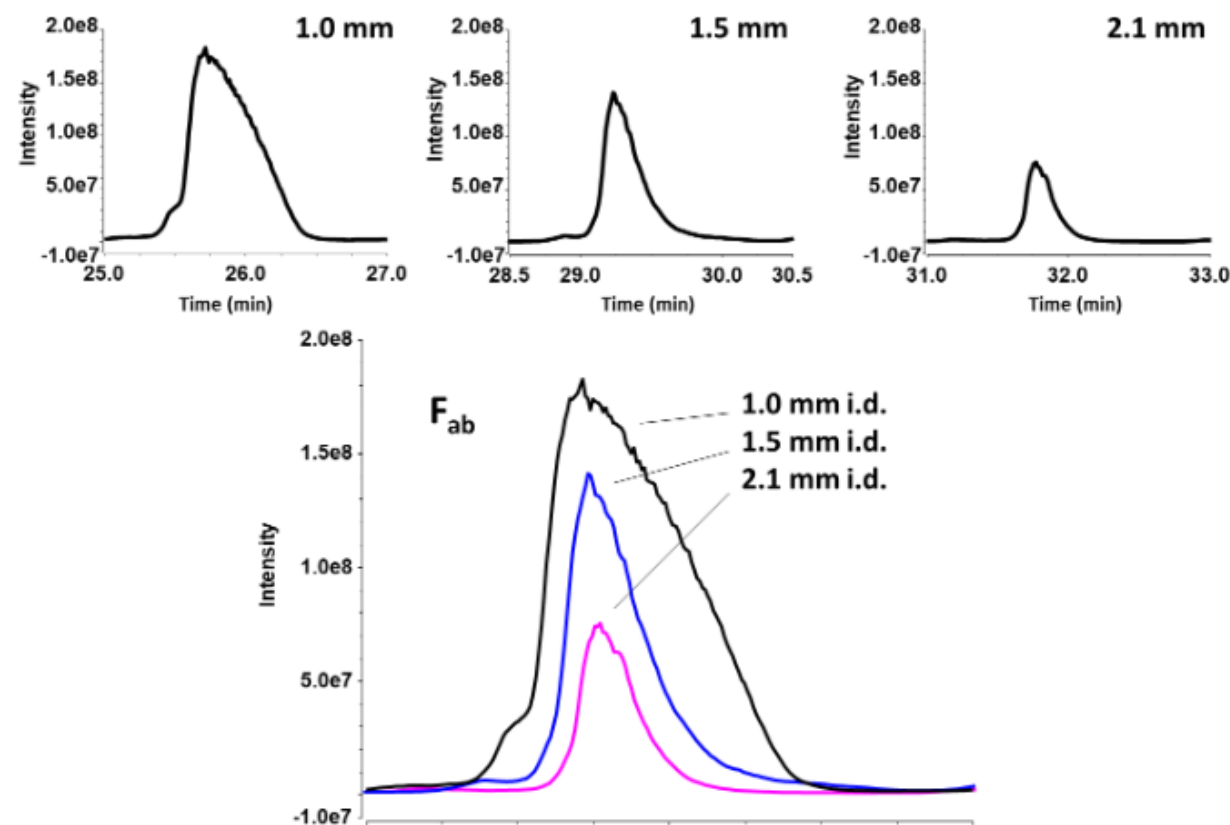 1.0 mm
2.0e8
1.5e8
1.0e8
5.0e7
-1.0e7
Intensity
25.0 26.0 27.0
Time (min)
1.5 mm
2.0e8
1.5e8
1.0e8
5.0e7
-1.0e7
Intensity
28.5 29.0 30.0 30.5
Time (min)
2.1 mm
2.0e8
1.5e8
1.0e8
5.0e7
-1.0e7
Intensity
31.0 32.0 33.0
Time (min)
2.0e8
1.5e8
1.0e8
5.0e7
-1.0e7
Intensity
Fab
1.0 mm i.d.
1.5 mm i.d.
2.1 mm i.d.